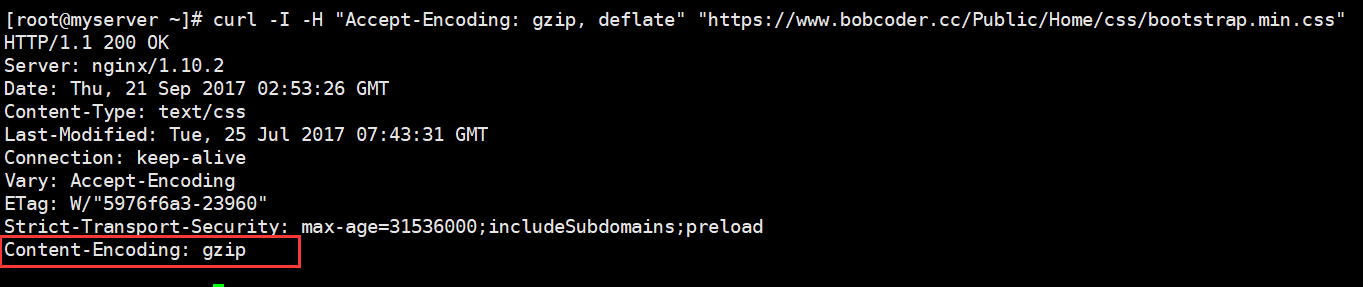 [root@myserver ~]# curl -I -H "Accept-Encoding: gzip, deflate" "https://www.bobcoder.cc/Public/Home/css/bootstrap.min.css"
HTTP/1.1 200 OK
Server: nginx/1.10.2
Date: Thu, 21 Sep 2017 02:53:26 GMT
Content-Type: text/css
Last-Modified: Tue, 25 Jul 2017 07:43:31 GMT
Connection: keep-alive
Vary: Accept-Encoding
ETag: W/"5976f6a3-23960"
Strict-Transport-Security: max-age=31536000;includeSubdomains;preload
Content-Encoding: gzip